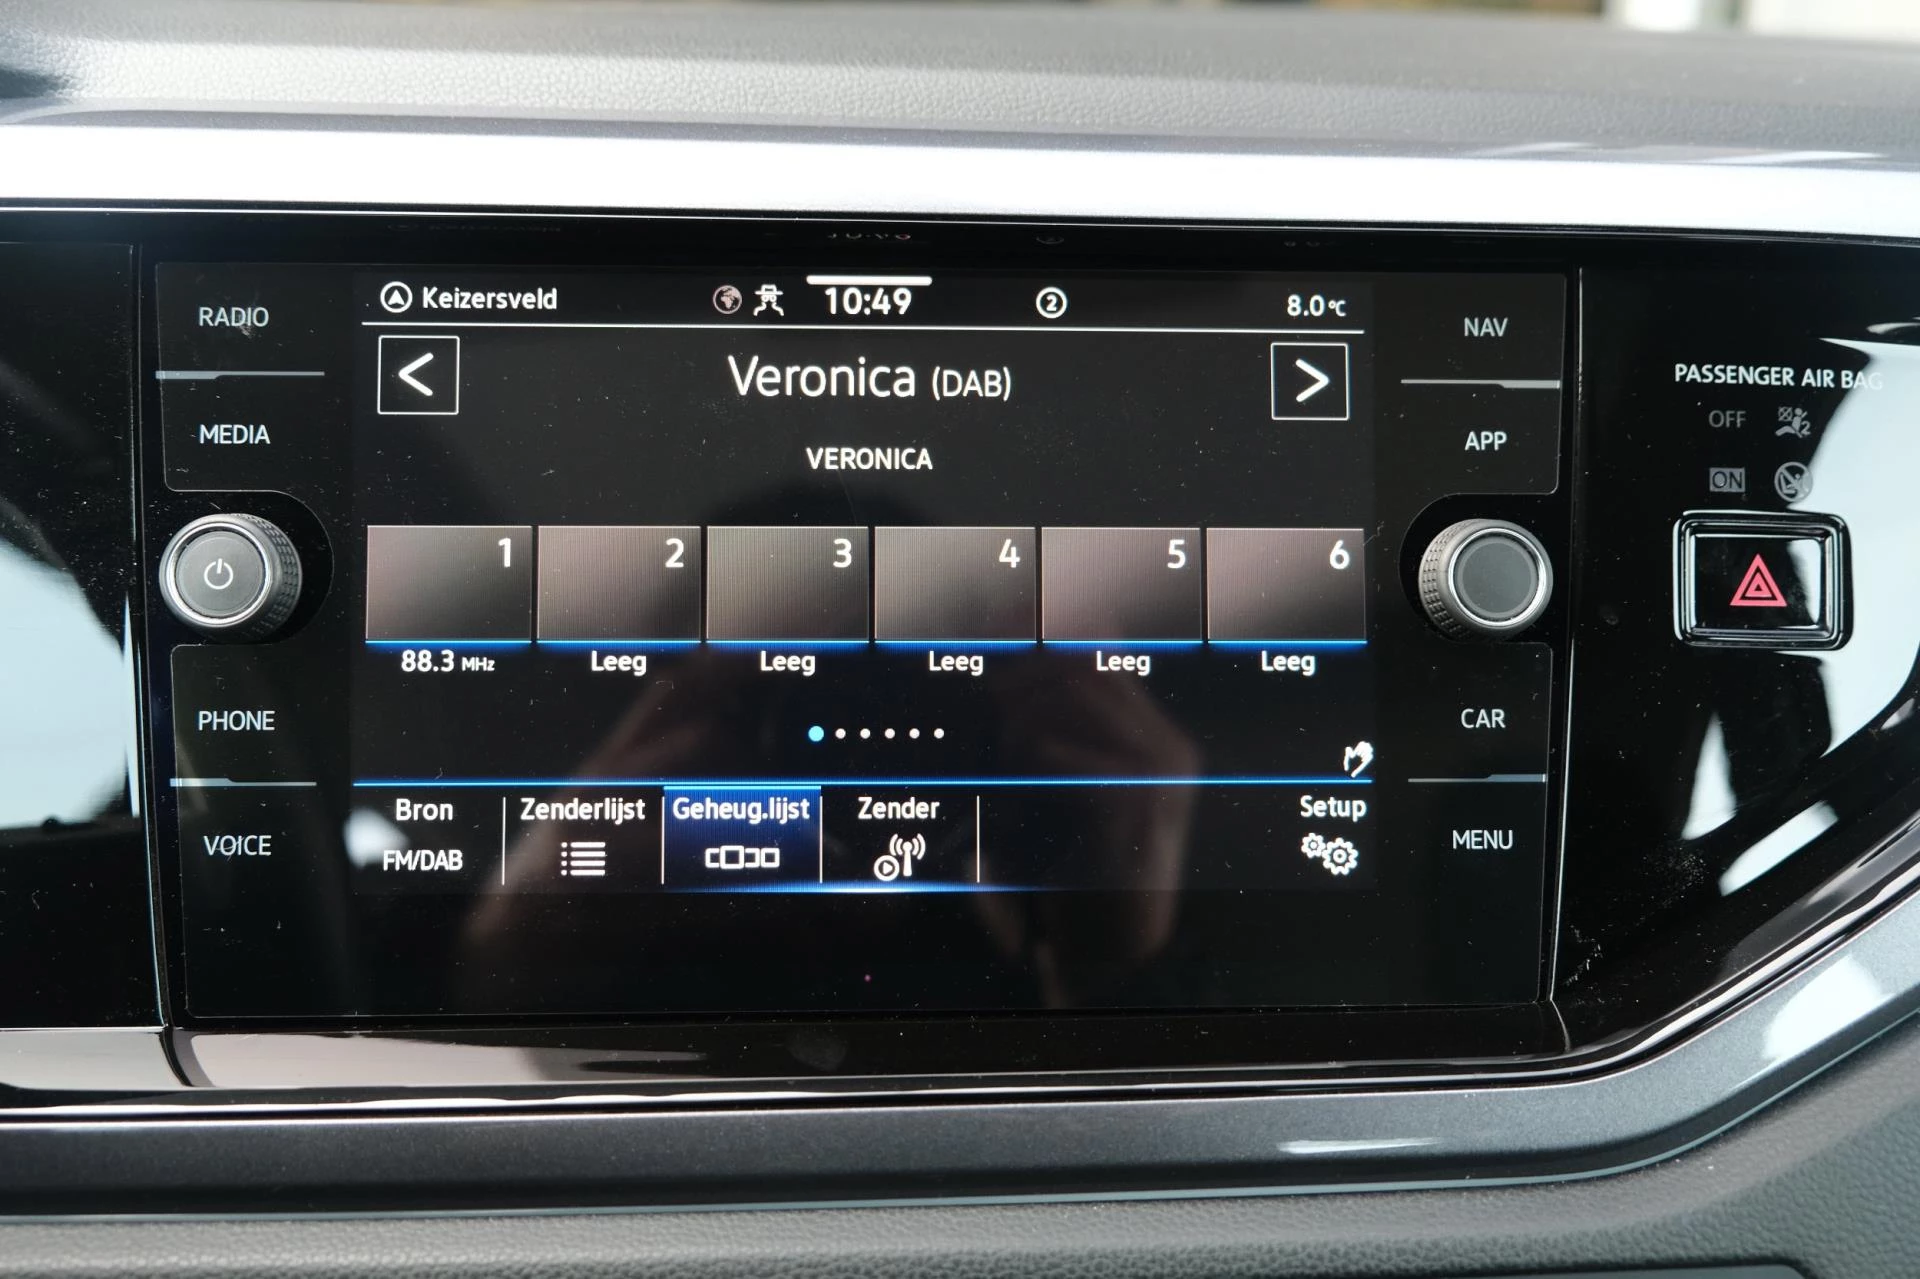 Keizersveld 10:49 2 8.0°C
RADIO
MEDIA
PHONE
VOICE
< Veronica (DAB) >
VERONICA
1 2 3 4 5 6
88.3 MHz Leeg Leeg Leeg Leeg Leeg
Bron Zenderlijst Geheug.lijst Zender Setup
FM/DAB
NAV
APP
CAR
MENU
PASSENGER AIR BAG
OFF 2
ON